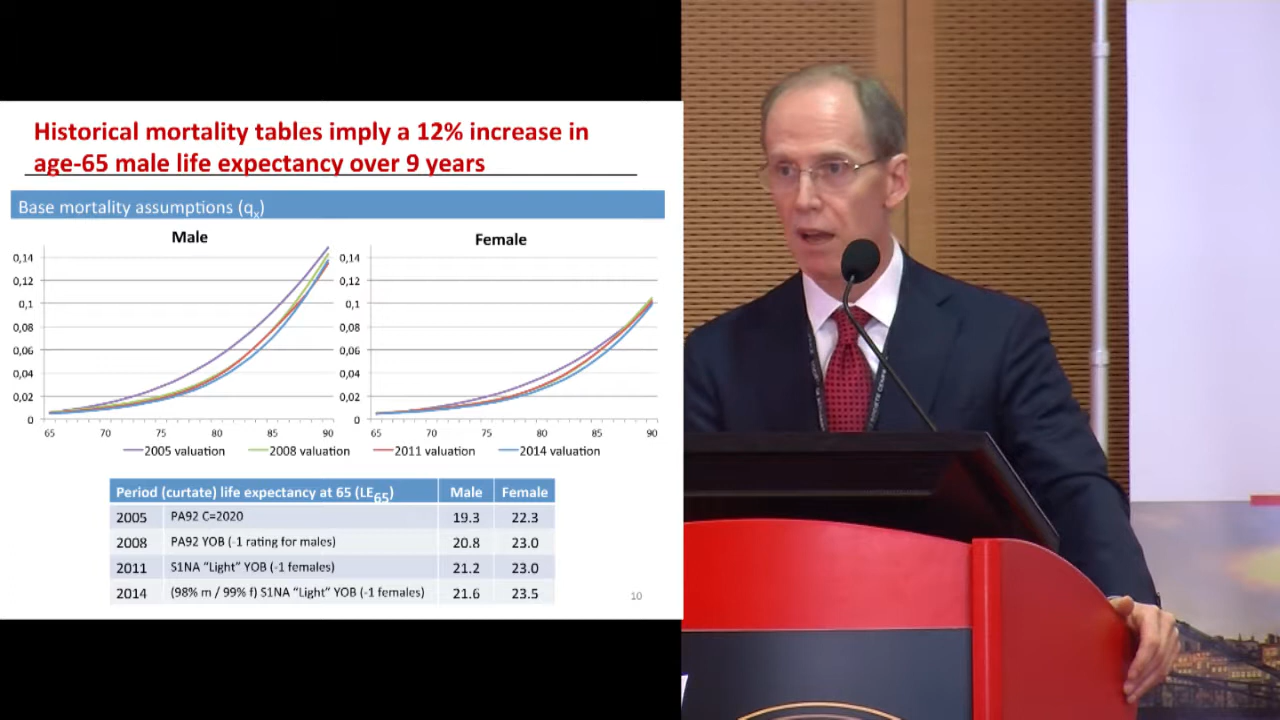 Historical mortality tables imply a 12% increase in
age-65 male life expectancy over 9 years
Base mortality assumptions (qx)
Male
Female
0,14
0,12
0,1
0,08
0,06
0,04
0,02
0
65 70 75 80 85 90
0,14
0,12
0,1
0,08
0,06
0,04
0,02
0
65 70 75 80 85 90
2005 valuation 2008 valuation 2011 valuation 2014 valuation
Period (curtate) life expectancy at 65 (LE65) Male Female
2005 PA92 C=2020 19.3 22.3
2008 PA92 YOB (-1 rating for males) 20.8 23.0
2011 S1NA "Light" YOB (-1 females) 21.2 23.0
2014 (98% m / 99% f) S1NA "Light" YOB (-1 females) 21.6 23.5
10